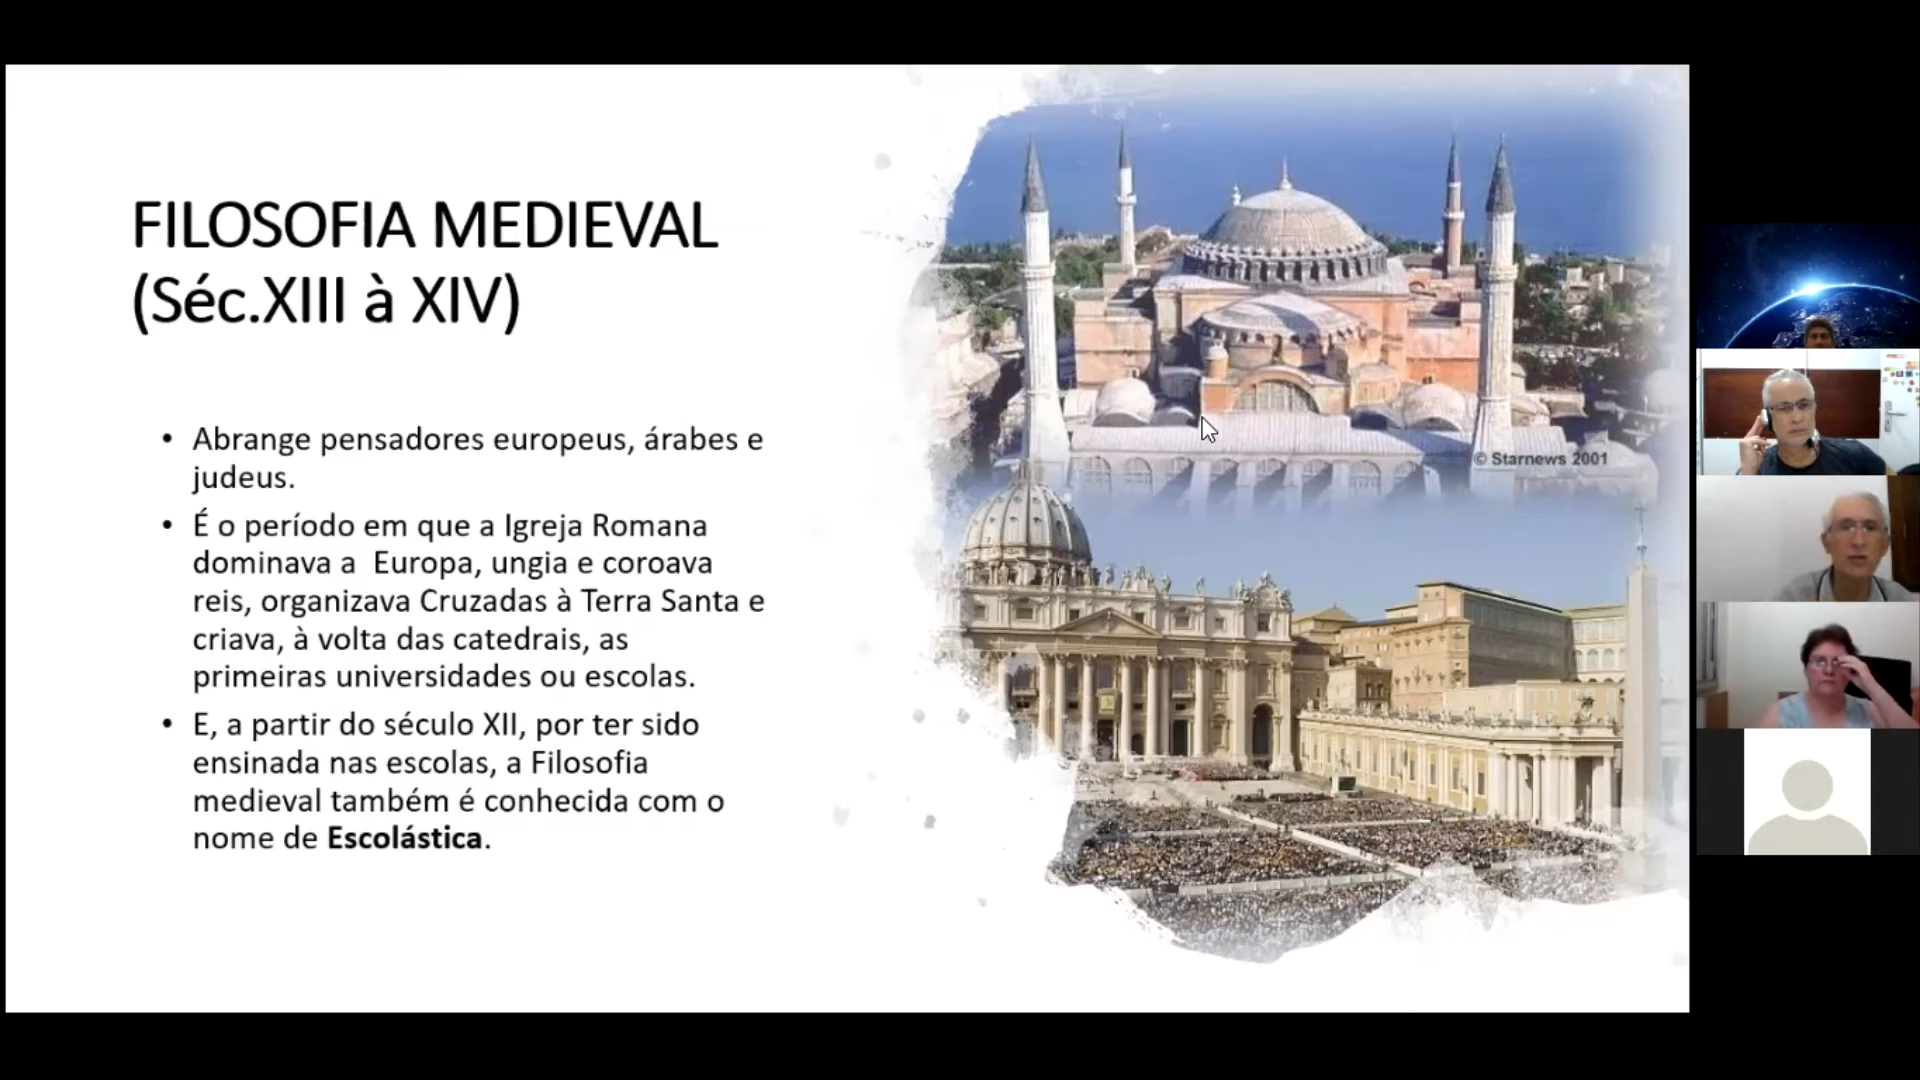 FILOSOFIA MEDIEVAL
(Séc.XIII à XIV)
• Abrange pensadores europeus, árabes e
judeus.
• É o período em que a Igreja Romana
dominava a  Europa, ungia e coroava
reis, organizava Cruzadas à Terra Santa e
criava, à volta das catedrais, as
primeiras universidades ou escolas.
• E, a partir do século XII, por ter sido
ensinada nas escolas, a Filosofia
medieval também é conhecida com o
nome de Escolástica.
© Starnews 2001